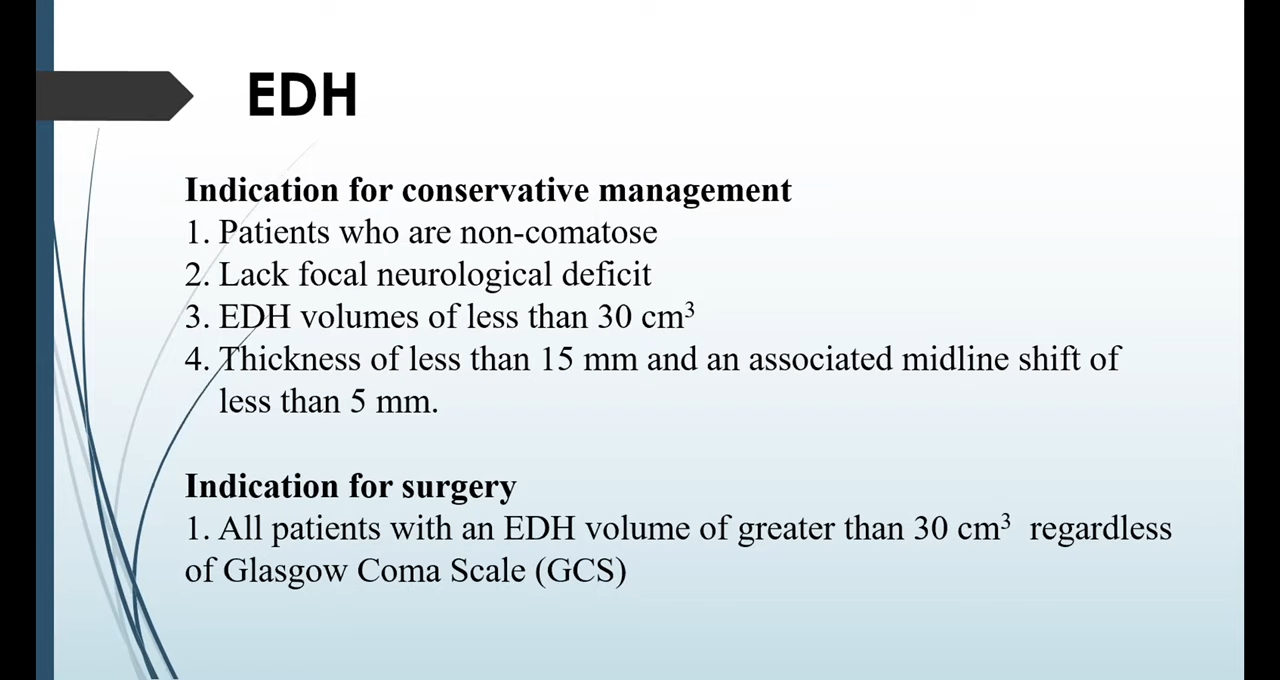 EDH
Indication for conservative management
1. Patients who are non-comatose
2. Lack focal neurological deficit
3. EDH volumes of less than 30 cm³
4. Thickness of less than 15 mm and an associated midline shift of
less than 5 mm.
Indication for surgery
1. All patients with an EDH volume of greater than 30 cm³ regardless
of Glasgow Coma Scale (GCS)